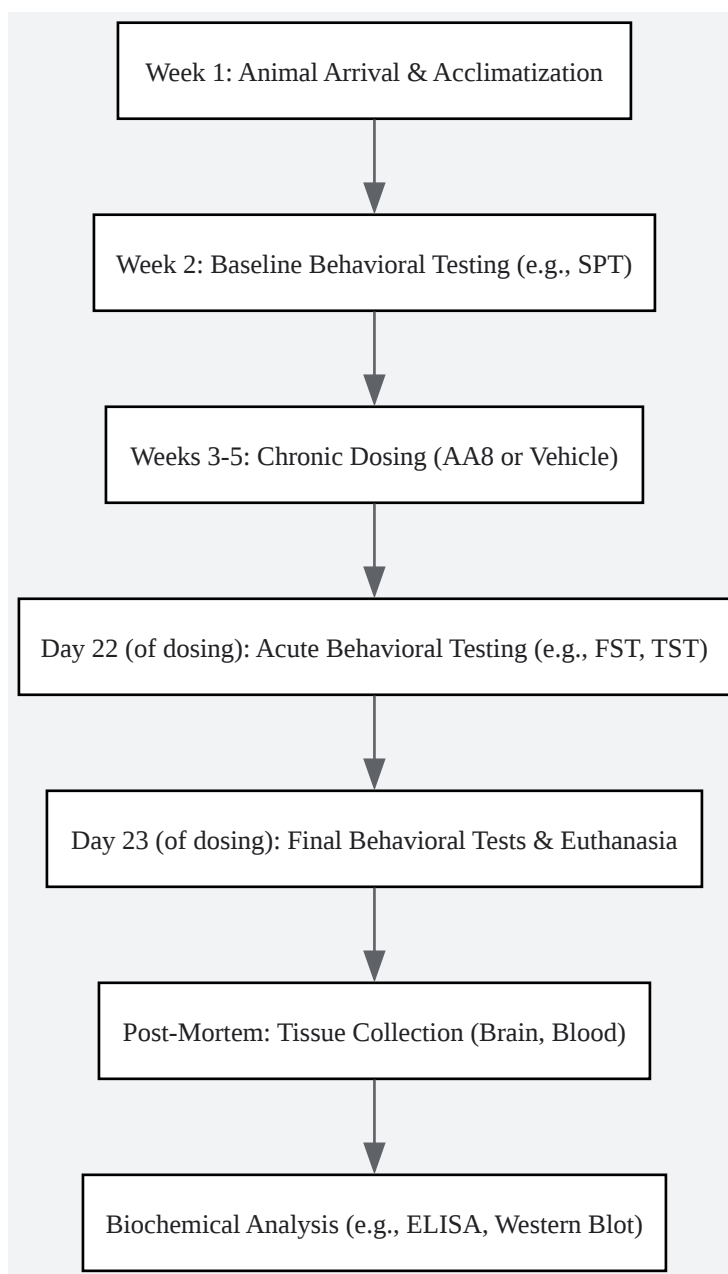 Week 1: Animal Arrival & Acclimatization
Week 2: Baseline Behavioral Testing (e.g., SPT)
Weeks 3-5: Chronic Dosing (AA8 or Vehicle)
Day 22 (of dosing): Acute Behavioral Testing (e.g., FST, TST)
Day 23 (of dosing): Final Behavioral Tests & Euthanasia
Post-Mortem: Tissue Collection (Brain, Blood)
Biochemical Analysis (e.g., ELISA, Western Blot)